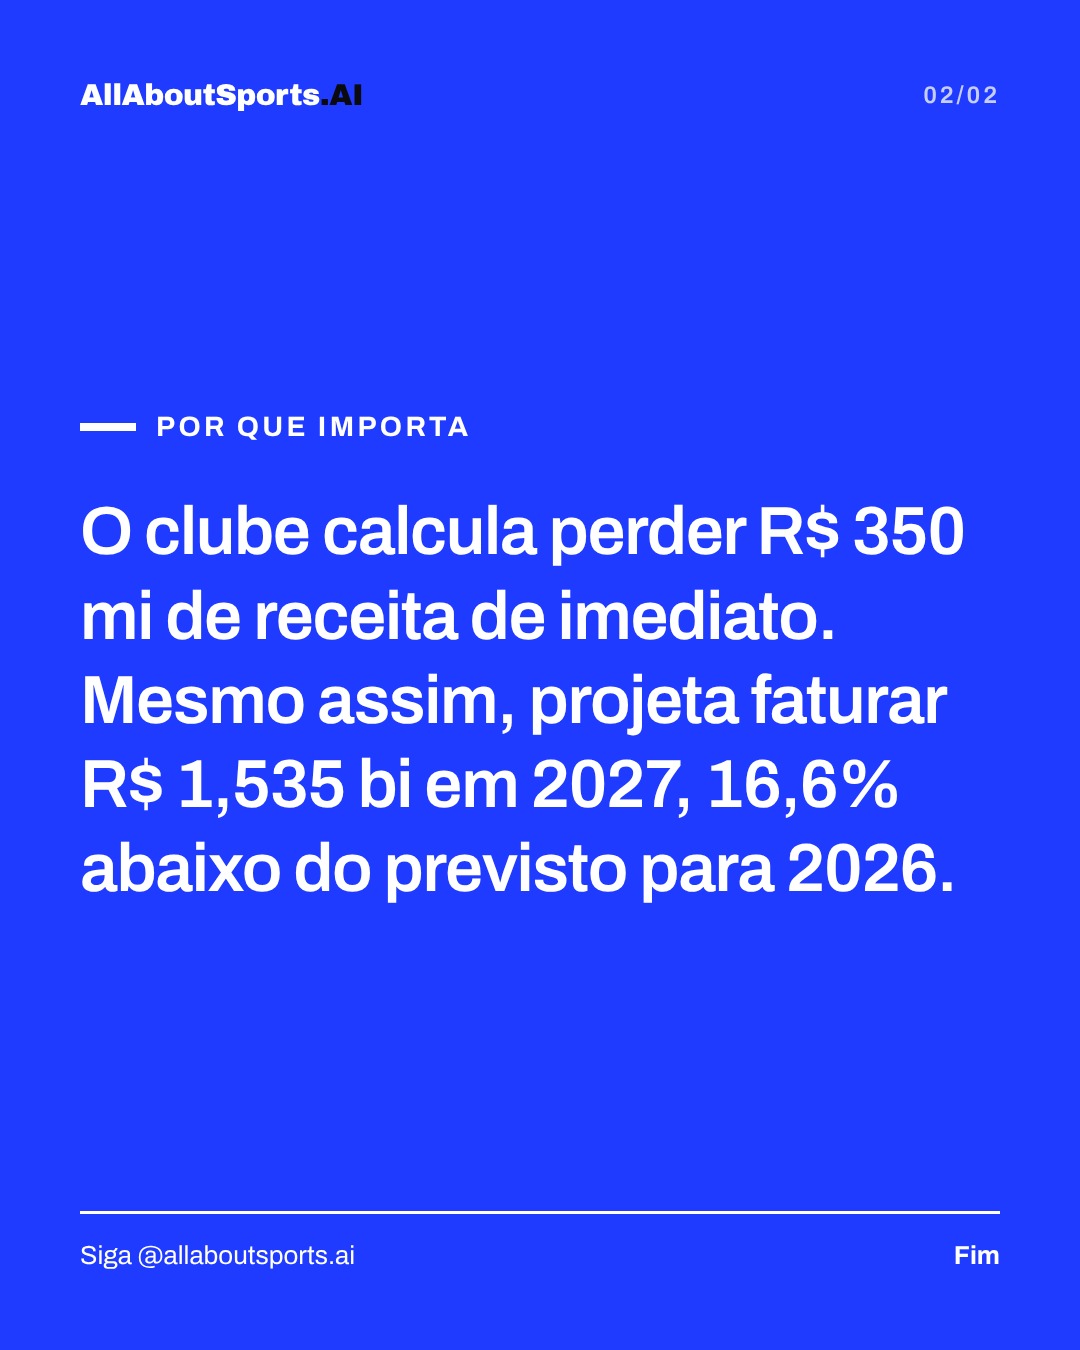 AllAboutSports.AI
02/02
POR QUE IMPORTA
O clube calcula perder R$ 350
mi de receita de imediato.
Mesmo assim, projeta faturar
R$ 1,535 bi em 2027, 16,6%
abaixo do previsto para 2026.
Siga @allaboutsports.ai
Fim